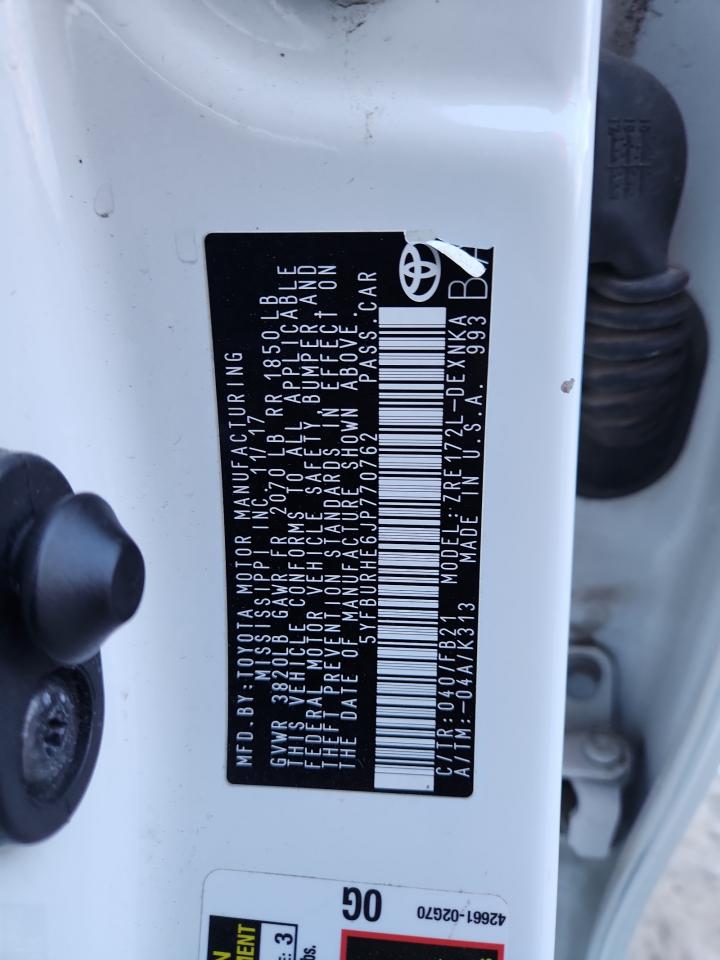 MFD. BY: TOYOTA MOTOR MANUFACTURING
MISSISSIPPI INC. 11/17
GVWR 3820LB GAWR FR 2070 LB RR 1850 LB
THIS VEHICLE CONFORMS TO ALL APPLICABLE
FEDERAL MOTOR VEHICLE SAFETY, BUMPER AND
THEFT PREVENTION STANDARDS IN EFFECT ON
THE DATE OF MANUFACTURE SHOWN ABOVE.
5YFBURHE6JP770762 PASS. CAR
C/TR: 040/FB21 MODEL: ZRE172L-DEXNKA
A/TM: -04A/K313 MADE IN U.S.A. 993
0G
42661-02G70
3